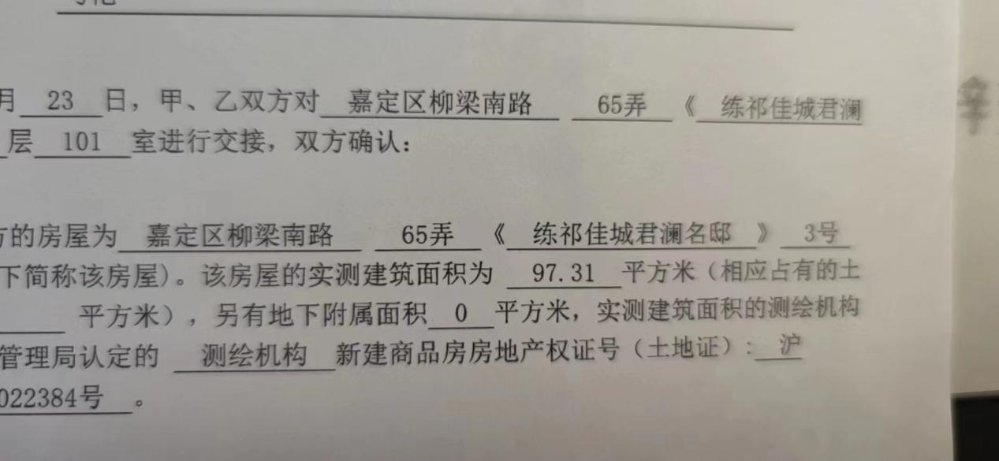 月 23 日，甲、乙双方对 嘉定区柳梁南路 65弄 《 练祁佳城君澜
层 101 室进行交接，双方确认：
方的房屋为 嘉定区柳梁南路 65弄 《 练祁佳城君澜名邸 》 3号
下简称该房屋)。该房屋的实测建筑面积为 97.31 平方米（相应占有的土
平方米），另有地下附属面积 0 平方米，实测建筑面积的测绘机构
管理局认定的 测绘机构 新建商品房房地产权证号（土地证）: 沪
022384号 。